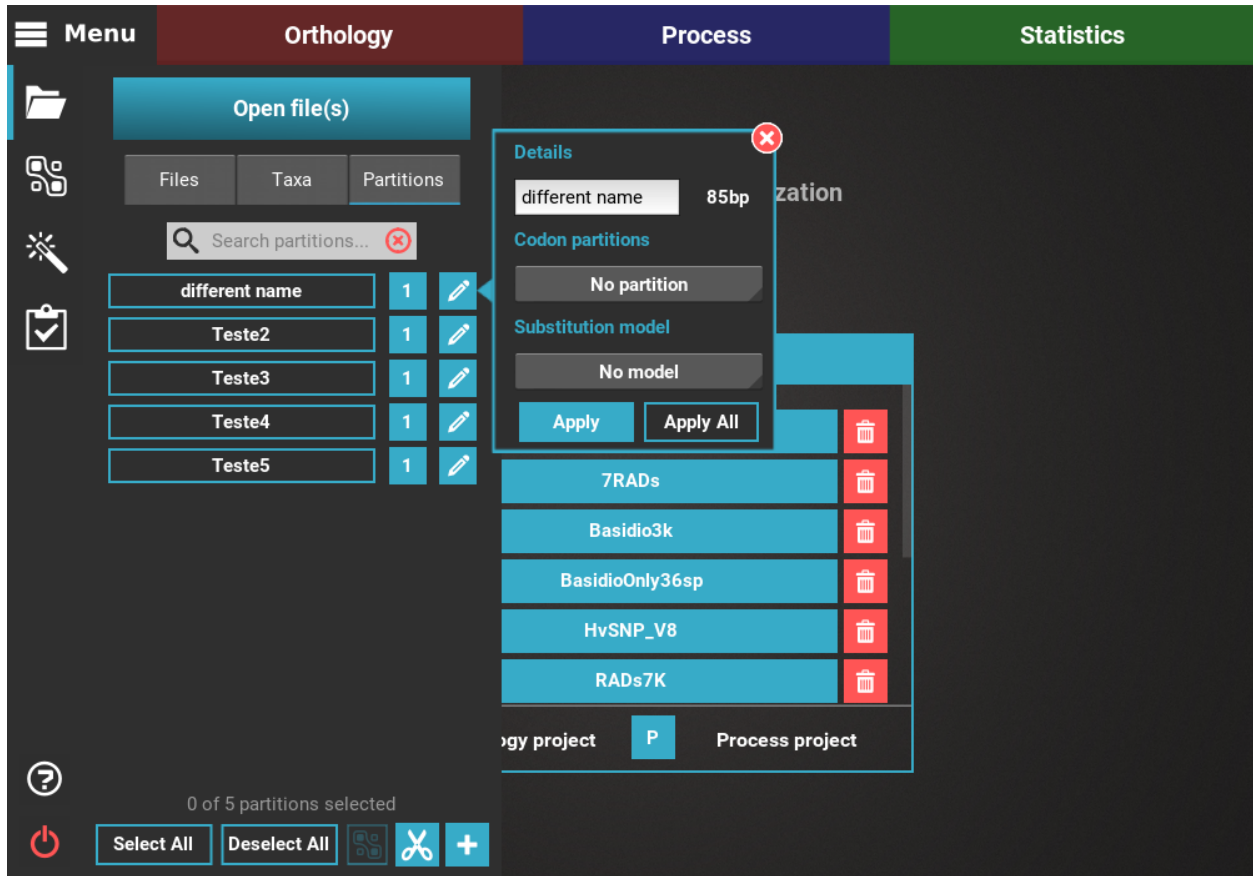 Menu
Orthology
Process
Statistics
Open file(s)
Files
Taxa
Partitions
Search partitions...
different name
1
Teste2
1
Teste3
1
Teste4
1
Teste5
1
0 of 5 partitions selected
Select All
Deselect All
+
Details
different name
85bp
Codon partitions
No partition
Substitution model
No model
Apply
Apply All
zation
7RADs
Basidio3k
BasidioOnly36sp
HvSNP_V8
RADs7K
gy project
P
Process project